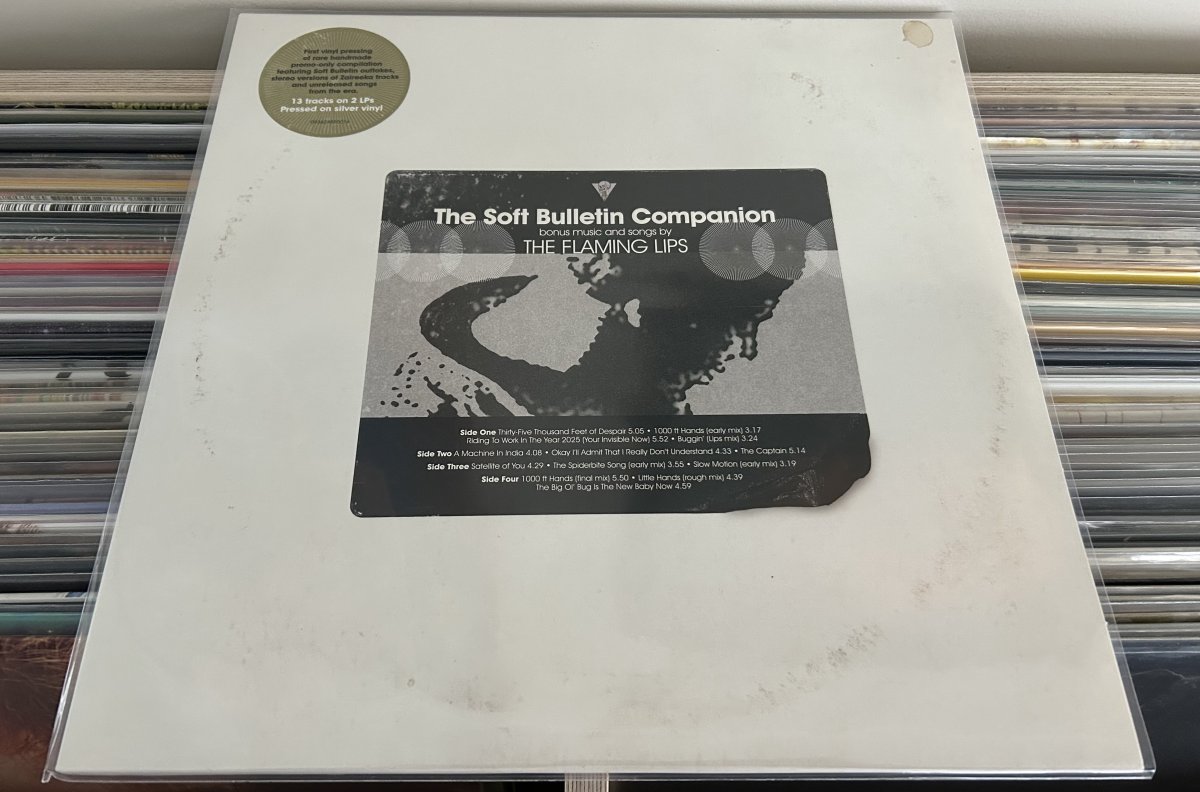 First vinyl pressing
of rare handmade
promo-only compilation
featuring Soft Bulletin outtakes,
stereo versions of Zaireeka tracks
and unreleased songs
from the era.
13 tracks on 2 LPs
Pressed on silver vinyl
The Soft Bulletin Companion
bonus music and songs by
THE FLAMING LIPS
Side One Thirty-Five Thousand Feet of Despair 5.05 • 1000 ft Hands (early mix) 3.17
Riding To Work In The Year 2025 (Your Invisible Now) 5.52 • Buggin' (Lips mix) 3.24
Side Two A Machine In India 4.08 • Okay I'll Admit That I Really Don't Understand 4.33 • The Captain 5.14
Side Three Satellite of You 4.29 • The Spiderbite Song (early mix) 3.55 • Slow Motion (early mix) 3.19
Side Four 1000 ft Hands (final mix) 5.50 • Little Hands (rough mix) 4.39
The Big Ol' Bug Is The New Baby Now 4.59